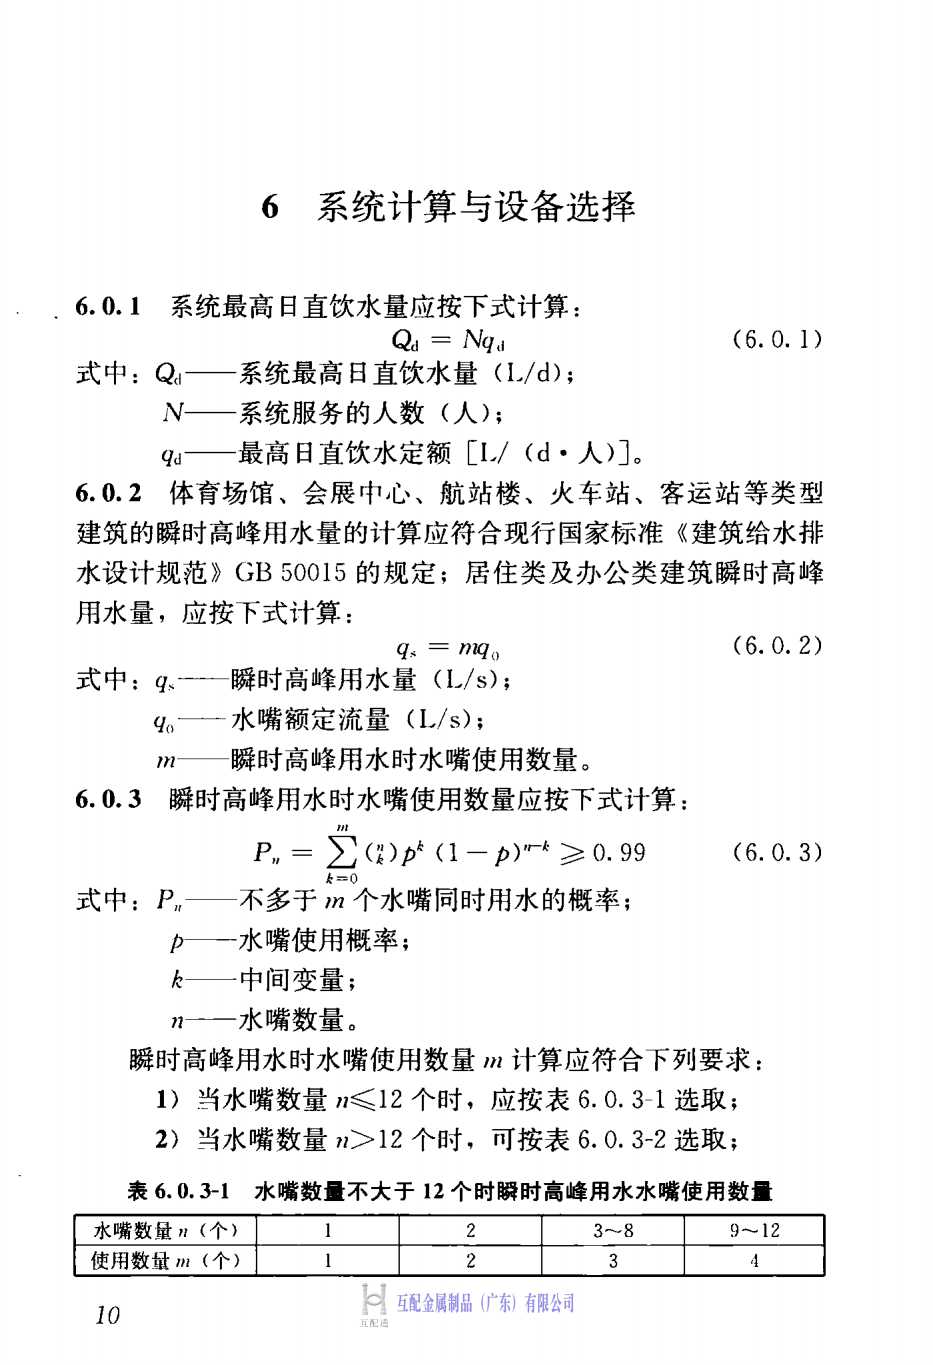 6 系统计算与设备选择
6.0.1 系统最高日直饮水量应按下式计算：
Qd = Nqd (6.0.1)
式中：Qd——系统最高日直饮水量（L/d）；
N——系统服务的人数（人）；
qd——最高日直饮水定额［L/（d·人）］。
6.0.2 体育场馆、会展中心、航站楼、火车站、客运站等类型
建筑的瞬时高峰用水量的计算应符合现行国家标准《建筑给水排
水设计规范》GB 50015 的规定；居住类及办公类建筑瞬时高峰
用水量，应按下式计算：
qs = mq0 (6.0.2)
式中：qs——瞬时高峰用水量（L/s）；
q0——水嘴额定流量（L/s）；
m——瞬时高峰用水时水嘴使用数量。
6.0.3 瞬时高峰用水时水嘴使用数量应按下式计算：
Pn = ∑(k=0→m) (n k) p^k (1－p)^(n-k) ≥ 0.99 (6.0.3)
式中：Pn——不多于 m 个水嘴同时用水的概率；
p——水嘴使用概率；
k——中间变量；
n——水嘴数量。
瞬时高峰用水时水嘴使用数量 m 计算应符合下列要求：
1）当水嘴数量 n≤12 个时，应按表 6.0.3-1 选取；
2）当水嘴数量 n＞12 个时，可按表 6.0.3-2 选取；
表 6.0.3-1 水嘴数量不大于 12 个时瞬时高峰用水水嘴使用数量
水嘴数量 n（个） 1 2 3～8 9～12
使用数量 m（个） 1 2 3 4
互配通 互配金属制品（广东）有限公司
10